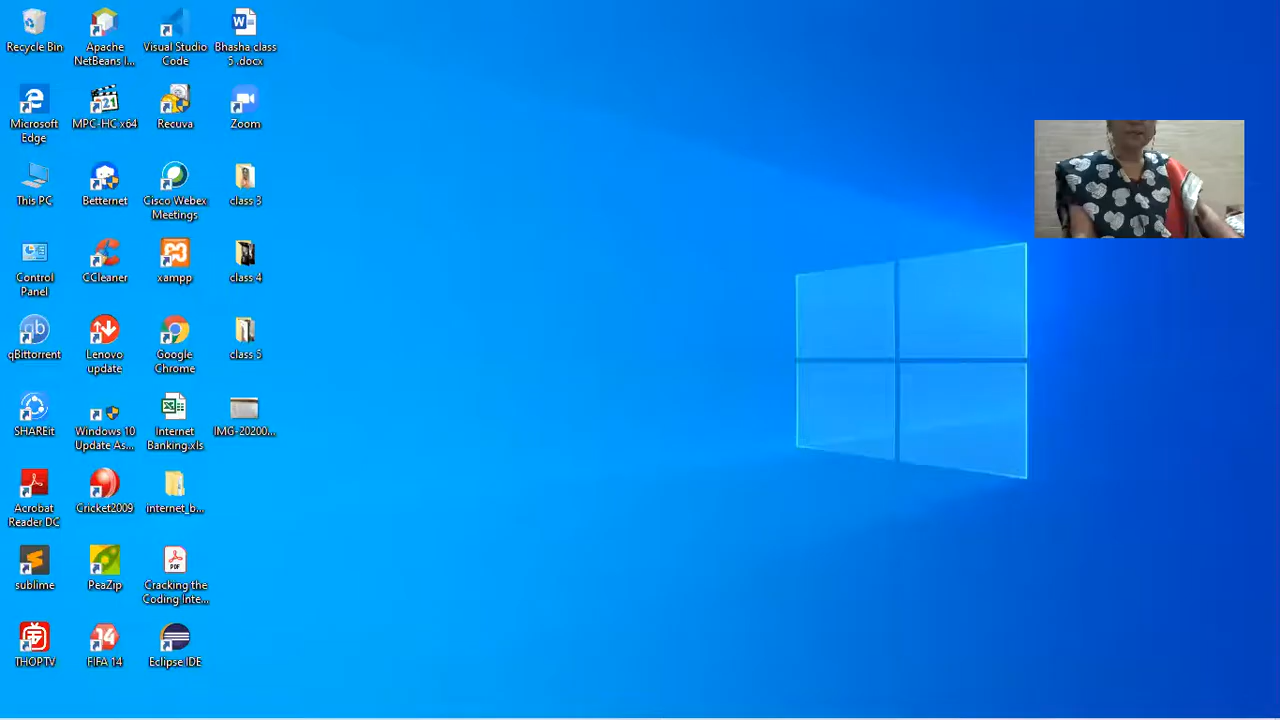 Recycle Bin
Apache
NetBeans I...
Visual Studio
Code
Bhasha class
5 .docx
Microsoft
Edge
MPC-HC x64
Recuva
Zoom
This PC
Betternet
Cisco Webex
Meetings
class 3
Control
Panel
CCleaner
xampp
class 4
qBittorrent
Lenovo
update
Google
Chrome
class 5
SHAREit
Windows 10
Update As...
Internet
Banking.xls
IMG-20200...
Acrobat
Reader DC
Cricket2009
internet_b...
sublime
PeaZip
Cracking the
Coding Inte...
THOPTV
FIFA 14
Eclipse IDE